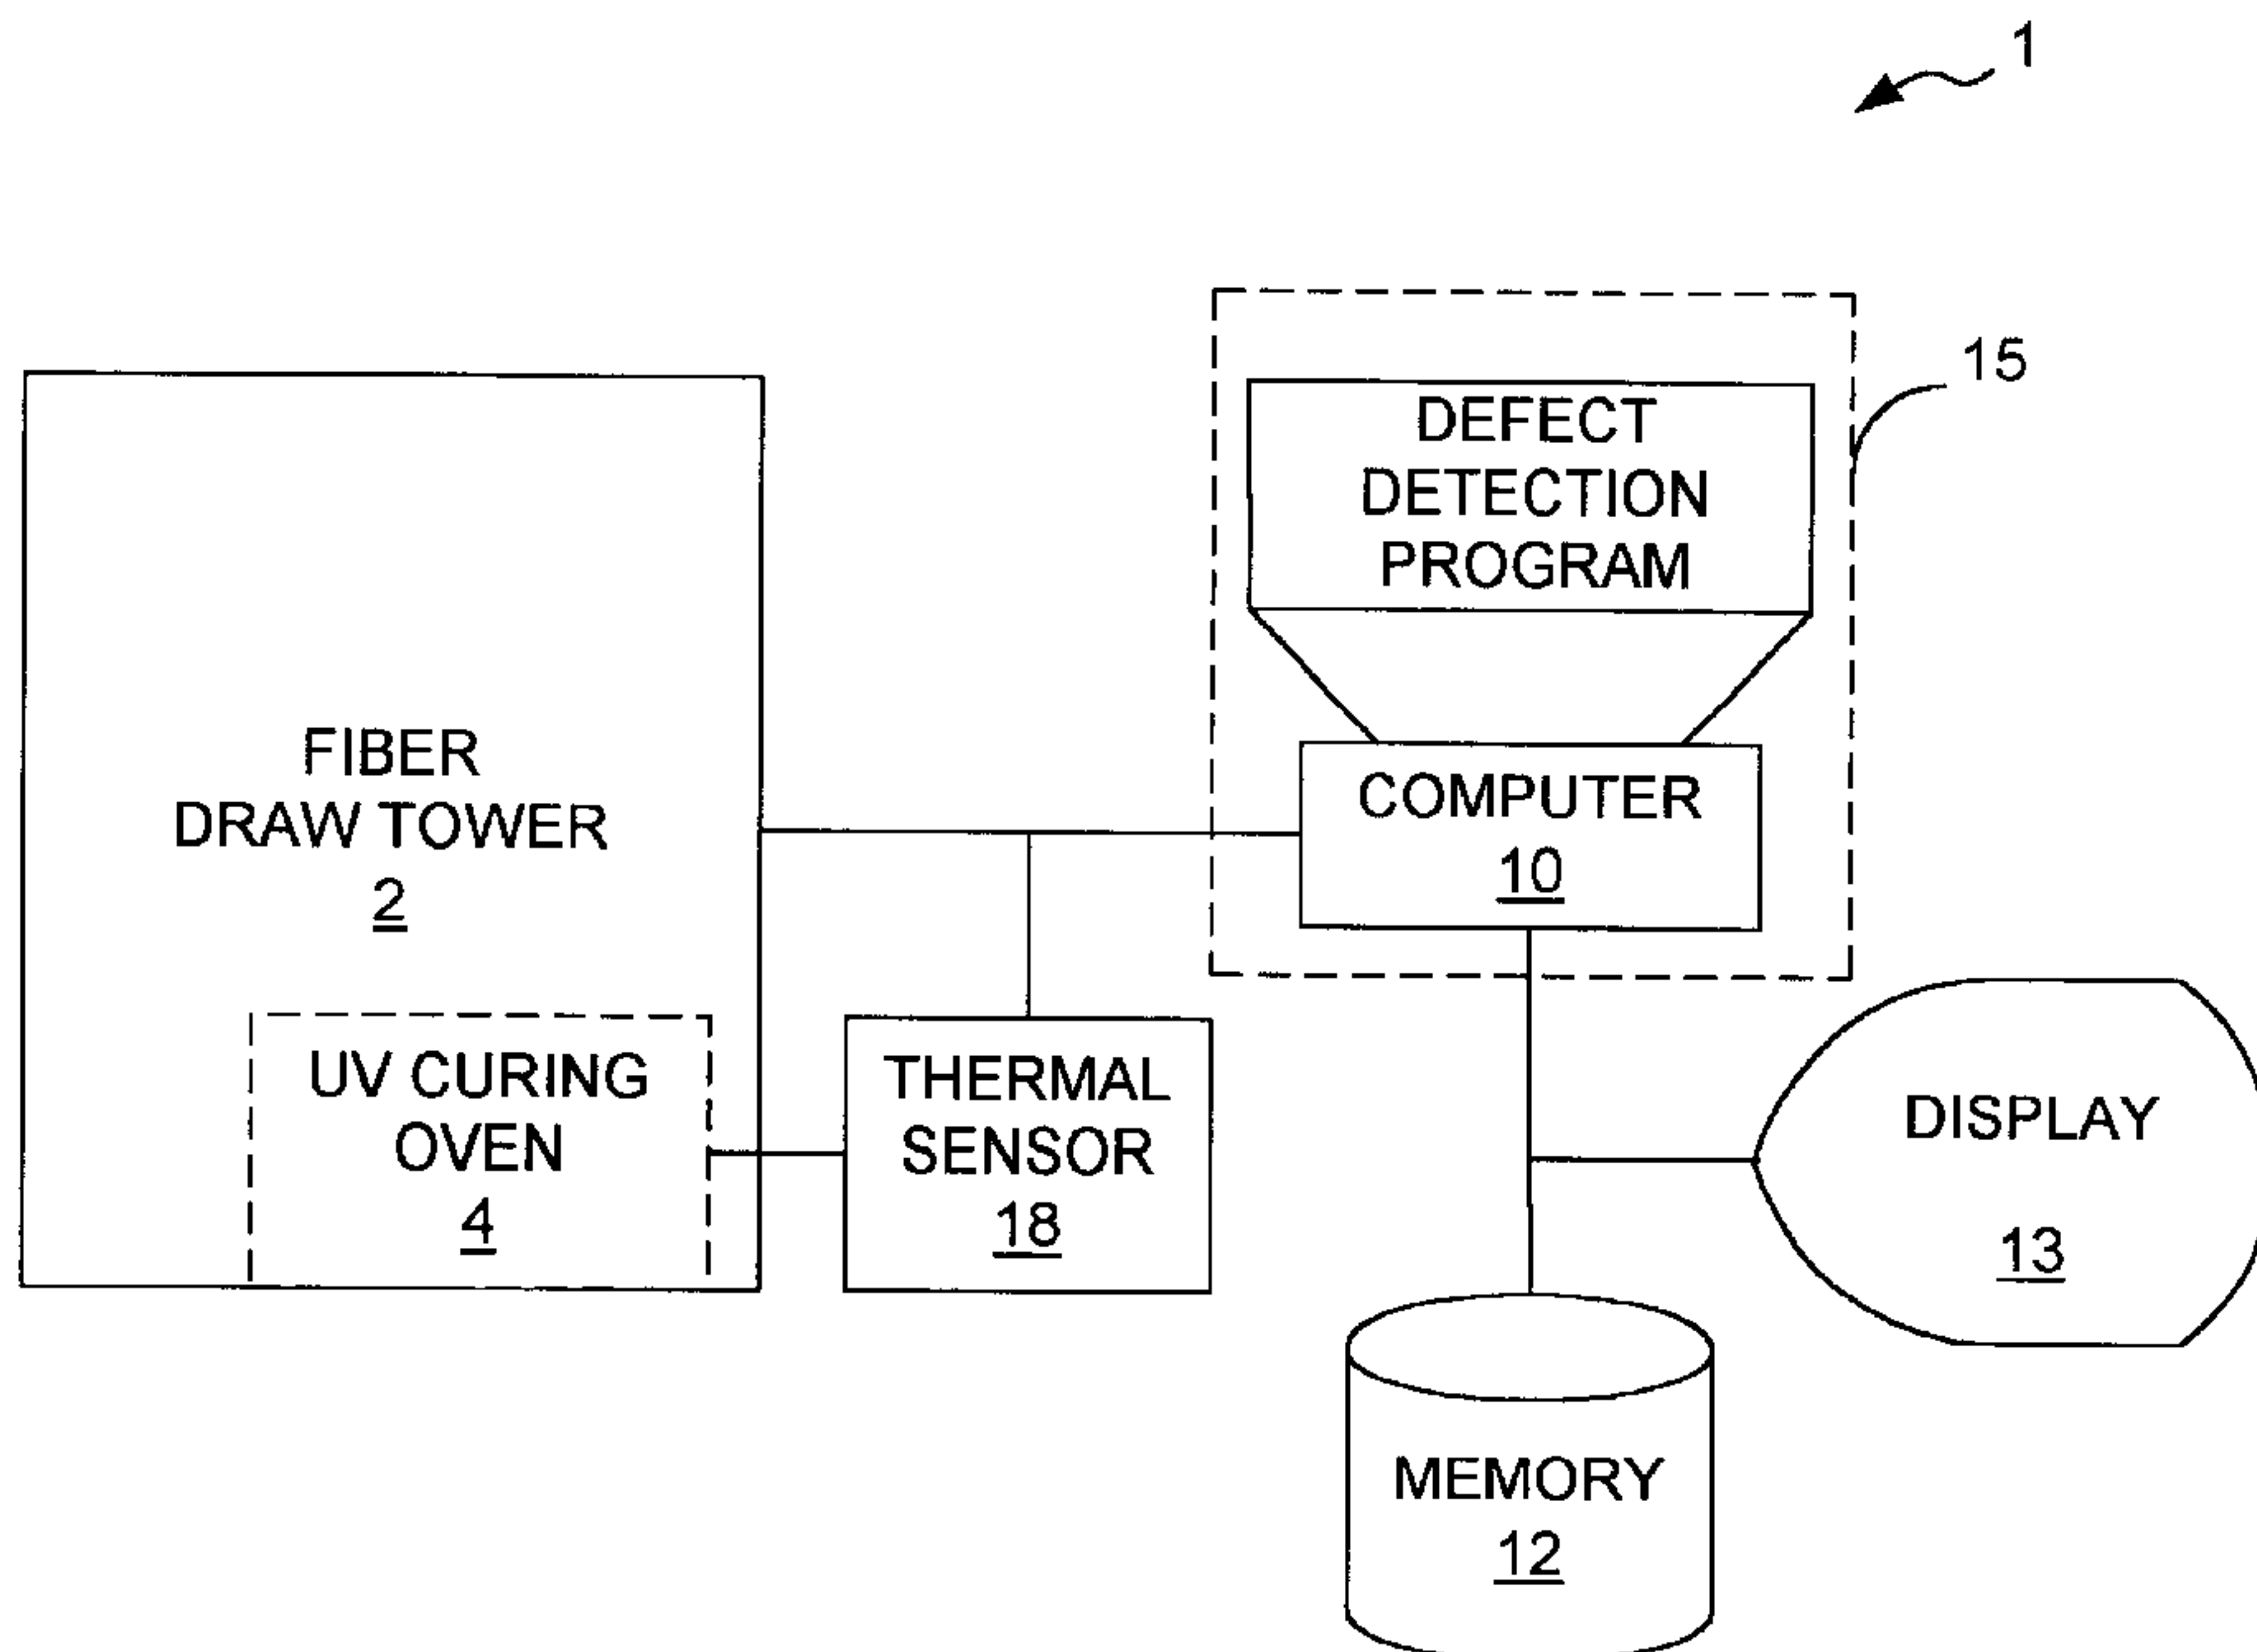 1
15
DEFECT
DETECTION
PROGRAM
FIBER
DRAW TOWER
2
COMPUTER
10
UV CURING
OVEN
4
THERMAL
SENSOR
18
DISPLAY
13
MEMORY
12